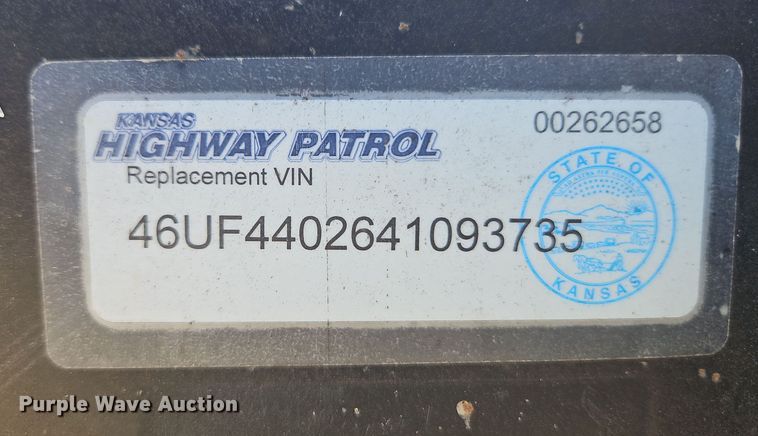 KANSAS
HIGHWAY PATROL
00262658
Replacement VIN
46UF4402641093735
STATE OF
KANSAS
Purple Wave Auction